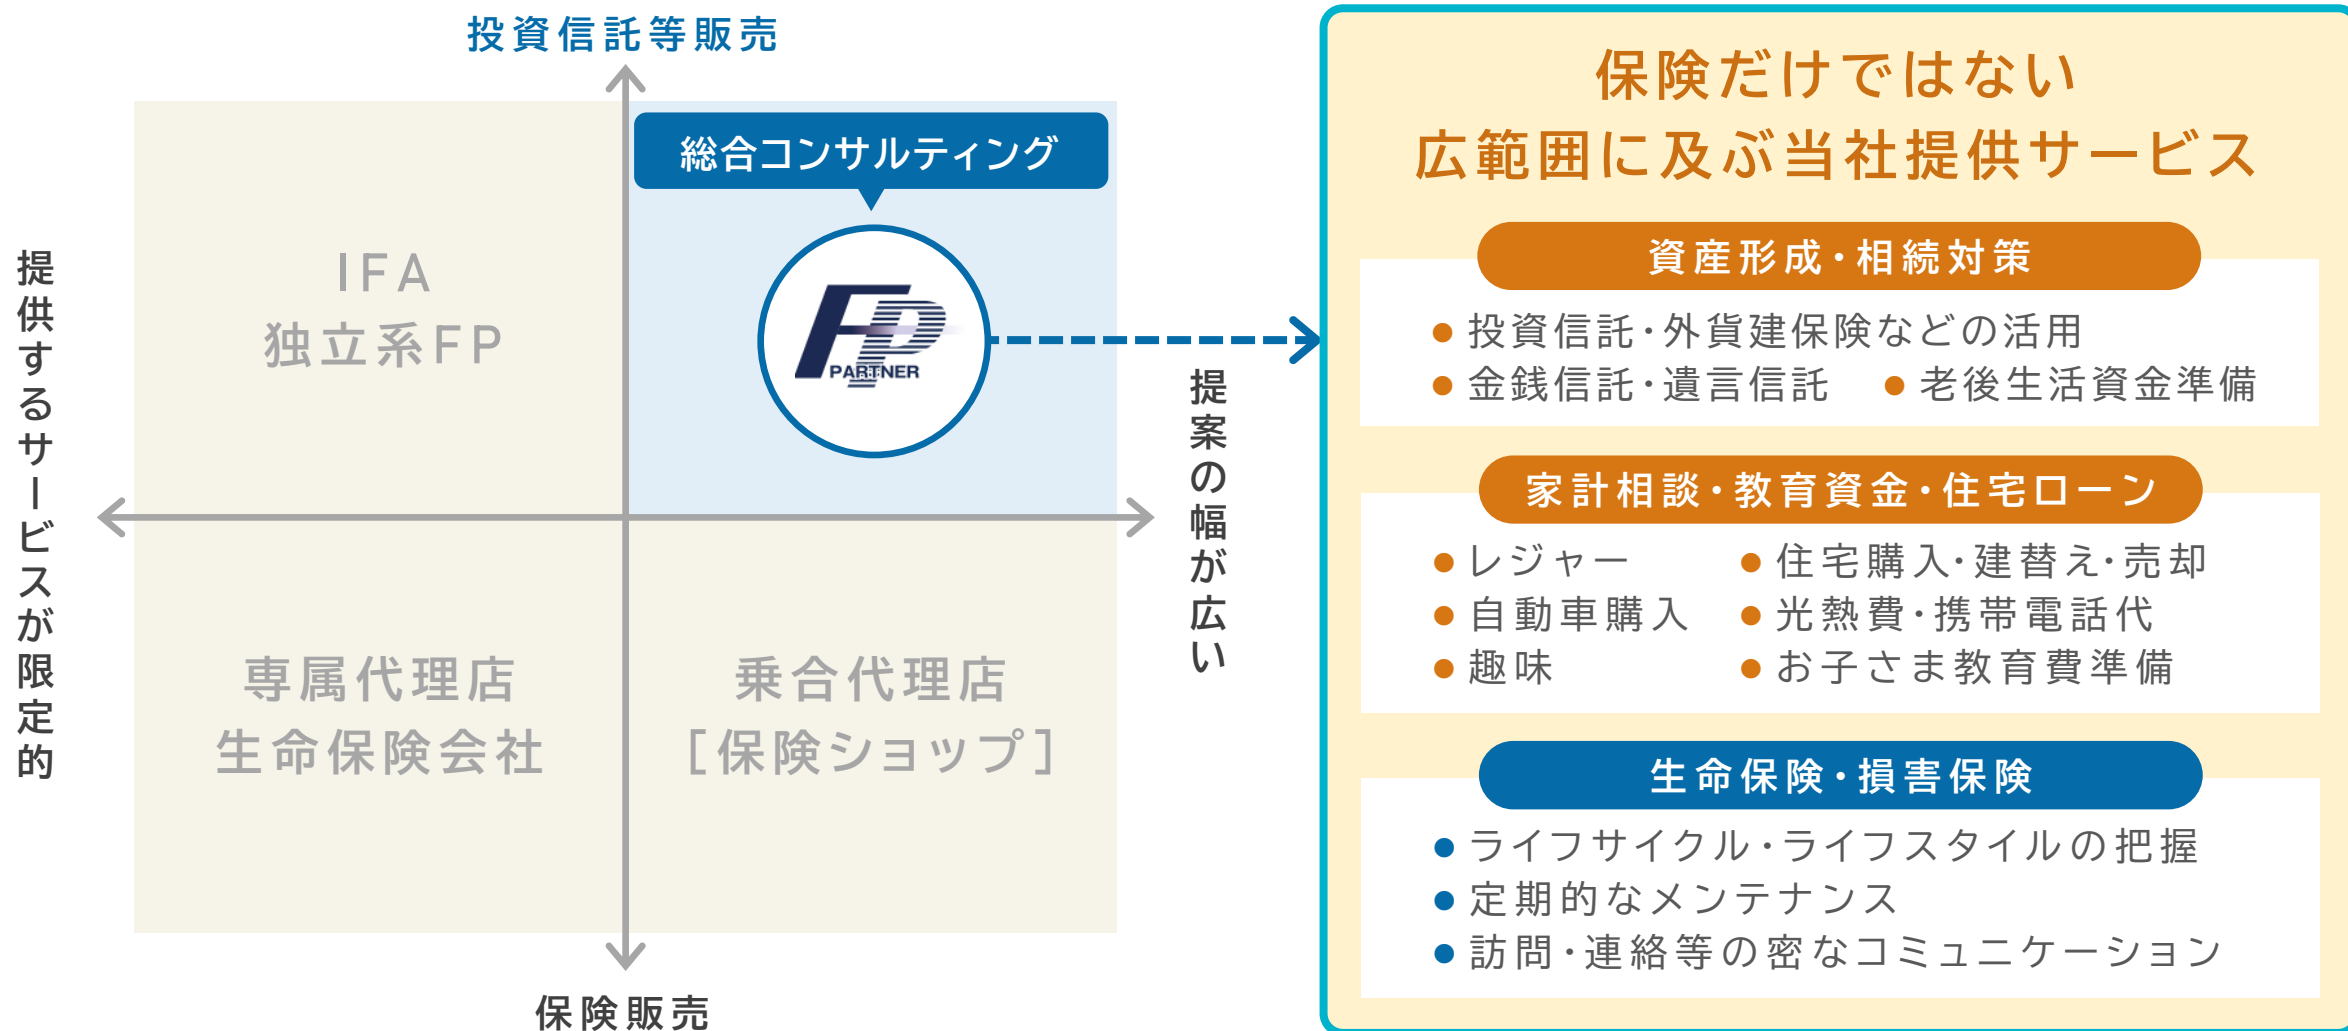 投資信託等販売
提供するサービスが限定的
IFA
独立系FP
総合コンサルティング
FP
PARTNER
提案の幅が広い
専属代理店
生命保険会社
乗合代理店
[保険ショップ]
保険販売
保険だけではない
広範囲に及ぶ当社提供サービス
資産形成・相続対策
● 投資信託・外貨建保険などの活用
● 金銭信託・遺言信託 ● 老後生活資金準備
家計相談・教育資金・住宅ローン
● レジャー ● 住宅購入・建替え・売却
● 自動車購入 ● 光熱費・携帯電話代
● 趣味 ● お子さま教育費準備
生命保険・損害保険
● ライフサイクル・ライフスタイルの把握
● 定期的なメンテナンス
● 訪問・連絡等の密なコミュニケーション